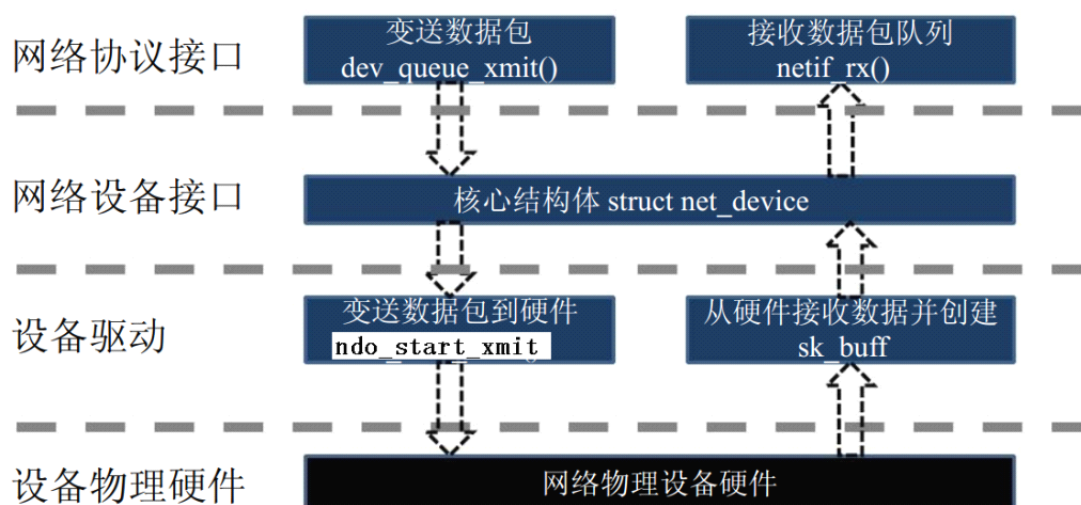 网络协议接口
变送数据包
dev_queue_xmit()
接收数据包队列
netif_rx()
网络设备接口
核心结构体 struct net_device
设备驱动
变送数据包到硬件
ndo_start_xmit
从硬件接收数据并创建
sk_buff
设备物理硬件
网络物理设备硬件